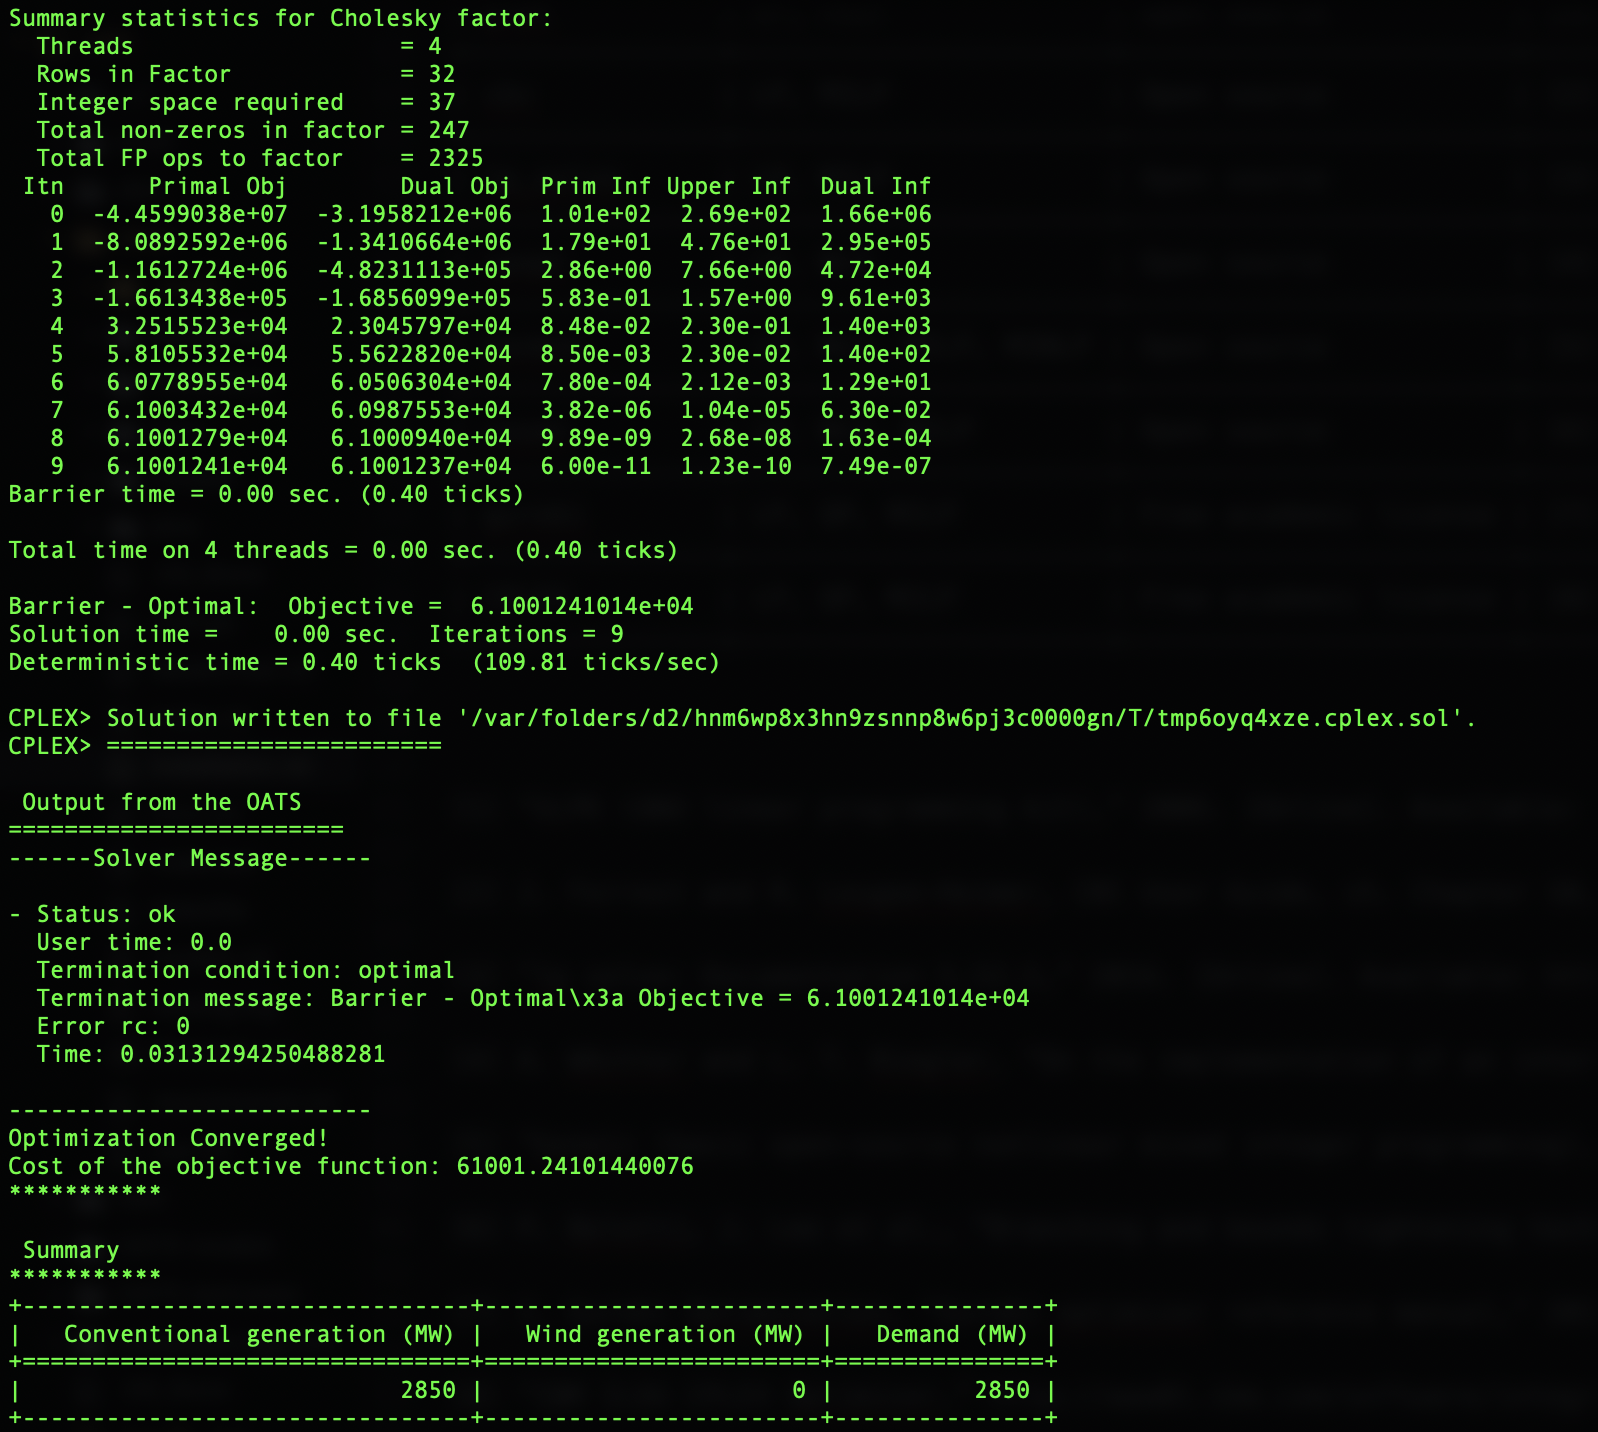 Summary statistics for Cholesky factor:
  Threads                   = 4
  Rows in Factor            = 32
  Integer space required    = 37
  Total non-zeros in factor = 247
  Total FP ops to factor    = 2325
 Itn      Primal Obj        Dual Obj  Prim Inf Upper Inf  Dual Inf
   0  -4.4599038e+07  -3.1958212e+06  1.01e+02  2.69e+02  1.66e+06
   1  -8.0892592e+06  -1.3410664e+06  1.79e+01  4.76e+01  2.95e+05
   2  -1.1612724e+06  -4.8231113e+05  2.86e+00  7.66e+00  4.72e+04
   3  -1.6613438e+05  -1.6856099e+05  5.83e-01  1.57e+00  9.61e+03
   4   3.2515523e+04   2.3045797e+04  8.48e-02  2.30e-01  1.40e+03
   5   5.8105532e+04   5.5622820e+04  8.50e-03  2.30e-02  1.40e+02
   6   6.0778955e+04   6.0506304e+04  7.80e-04  2.12e-03  1.29e+01
   7   6.1003432e+04   6.0987553e+04  3.82e-06  1.04e-05  6.30e-02
   8   6.1001279e+04   6.1000940e+04  9.89e-09  2.68e-08  1.63e-04
   9   6.1001241e+04   6.1001237e+04  6.00e-11  1.23e-10  7.49e-07
Barrier time = 0.00 sec. (0.40 ticks)

Total time on 4 threads = 0.00 sec. (0.40 ticks)

Barrier - Optimal:  Objective =  6.1001241014e+04
Solution time =    0.00 sec.  Iterations = 9
Deterministic time = 0.40 ticks  (109.81 ticks/sec)

CPLEX> Solution written to file '/var/folders/d2/hnm6wp8x3hn9zsnnp8w6pj3c0000gn/T/tmp6oyq4xze.cplex.sol'.
CPLEX> ========================

 Output from the OATS
========================
------Solver Message------

- Status: ok
  User time: 0.0
  Termination condition: optimal
  Termination message: Barrier - Optimal\x3a Objective = 6.1001241014e+04
  Error rc: 0
  Time: 0.03131294250488281

--------------------------
Optimization Converged!
Cost of the objective function: 61001.24101440076
***********

 Summary
***********
+--------------------------------+------------------------+---------------+
|   Conventional generation (MW) |   Wind generation (MW) |   Demand (MW) |
+================================+========================+===============+
|                           2850 |                      0 |          2850 |
+--------------------------------+------------------------+---------------+